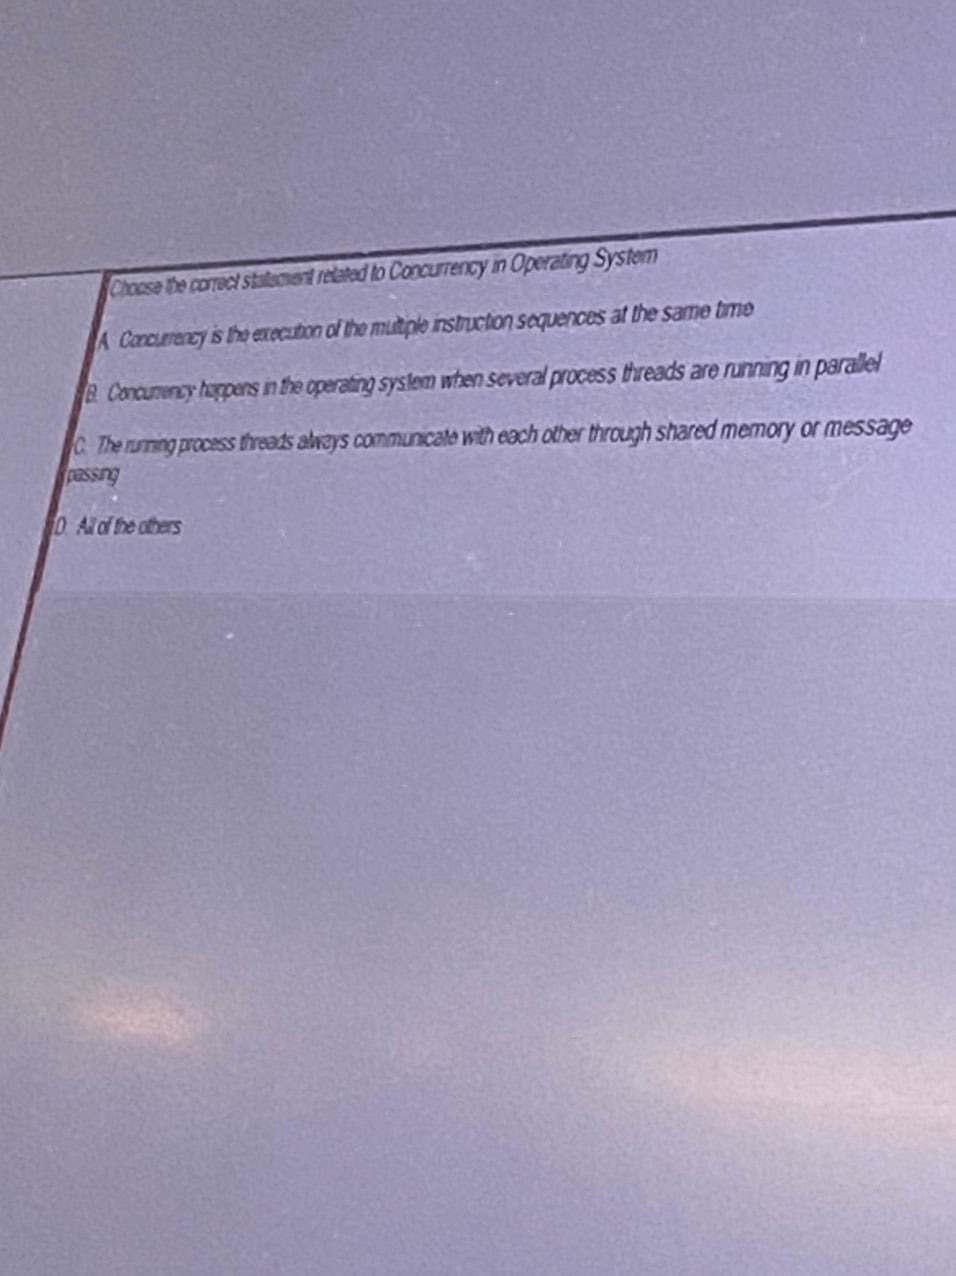 Choose the correct statement related to Concurrency in Operating System
A. Concurrency is the execution of the multiple instruction sequences at the same time
B. Concurrency happens in the operating system when several process threads are running in parallel
C. The running process threads always communicate with each other through shared memory or message
passing
D. All of the others